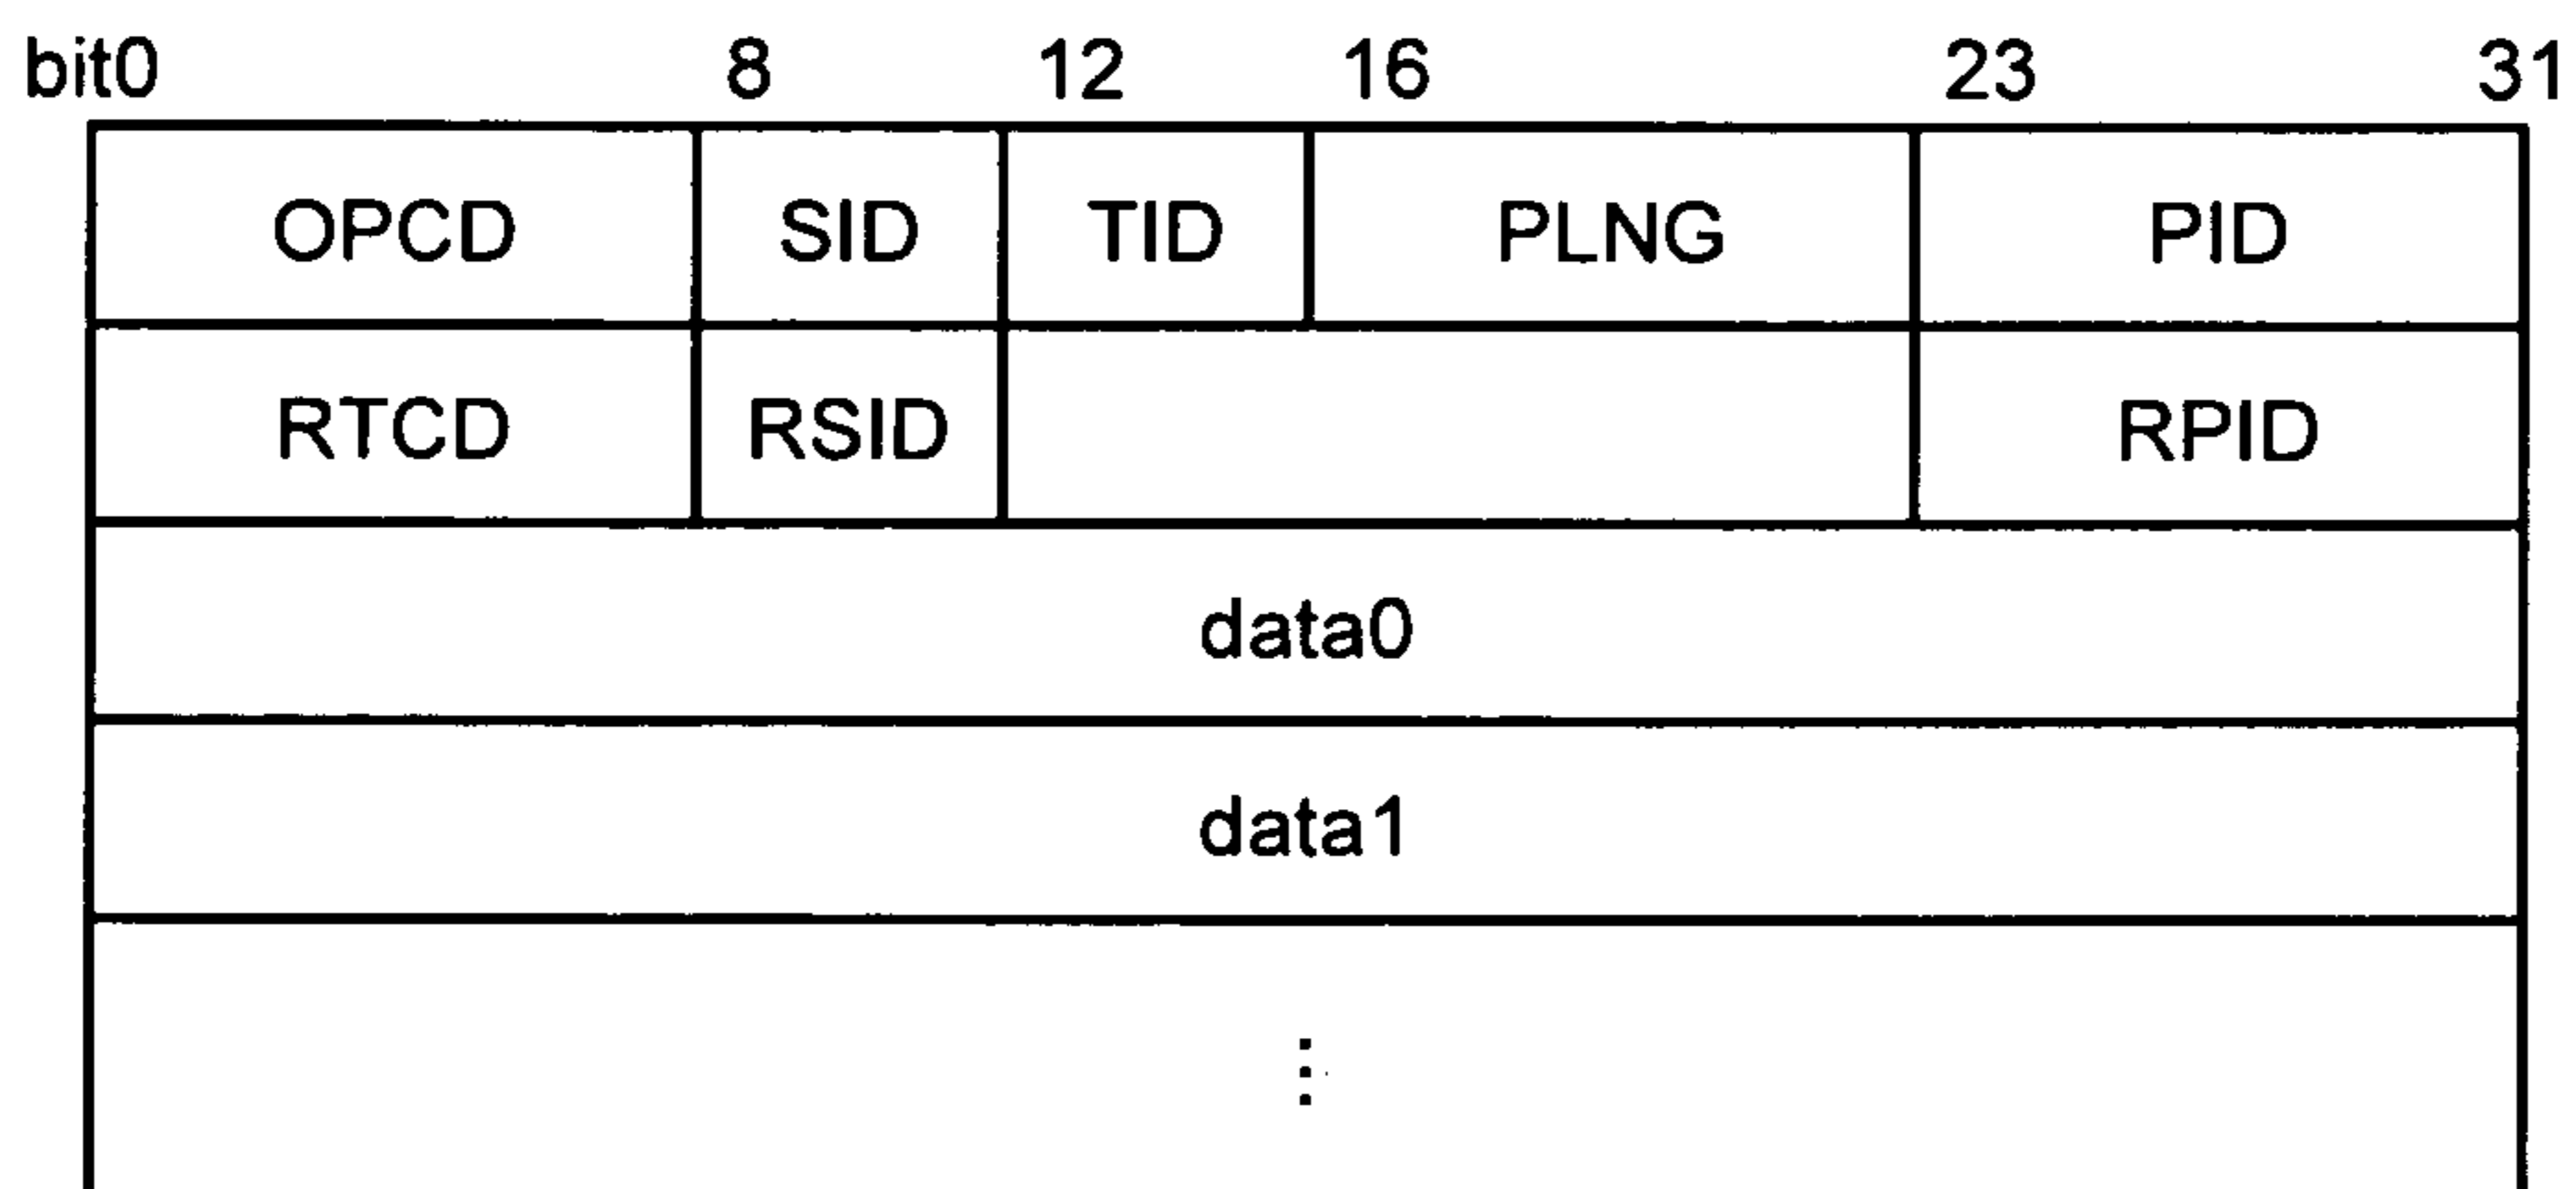 bit0 8 12 16 23 31
OPCD SID TID PLNG PID
RTCD RSID RPID
data0
data1
⋮